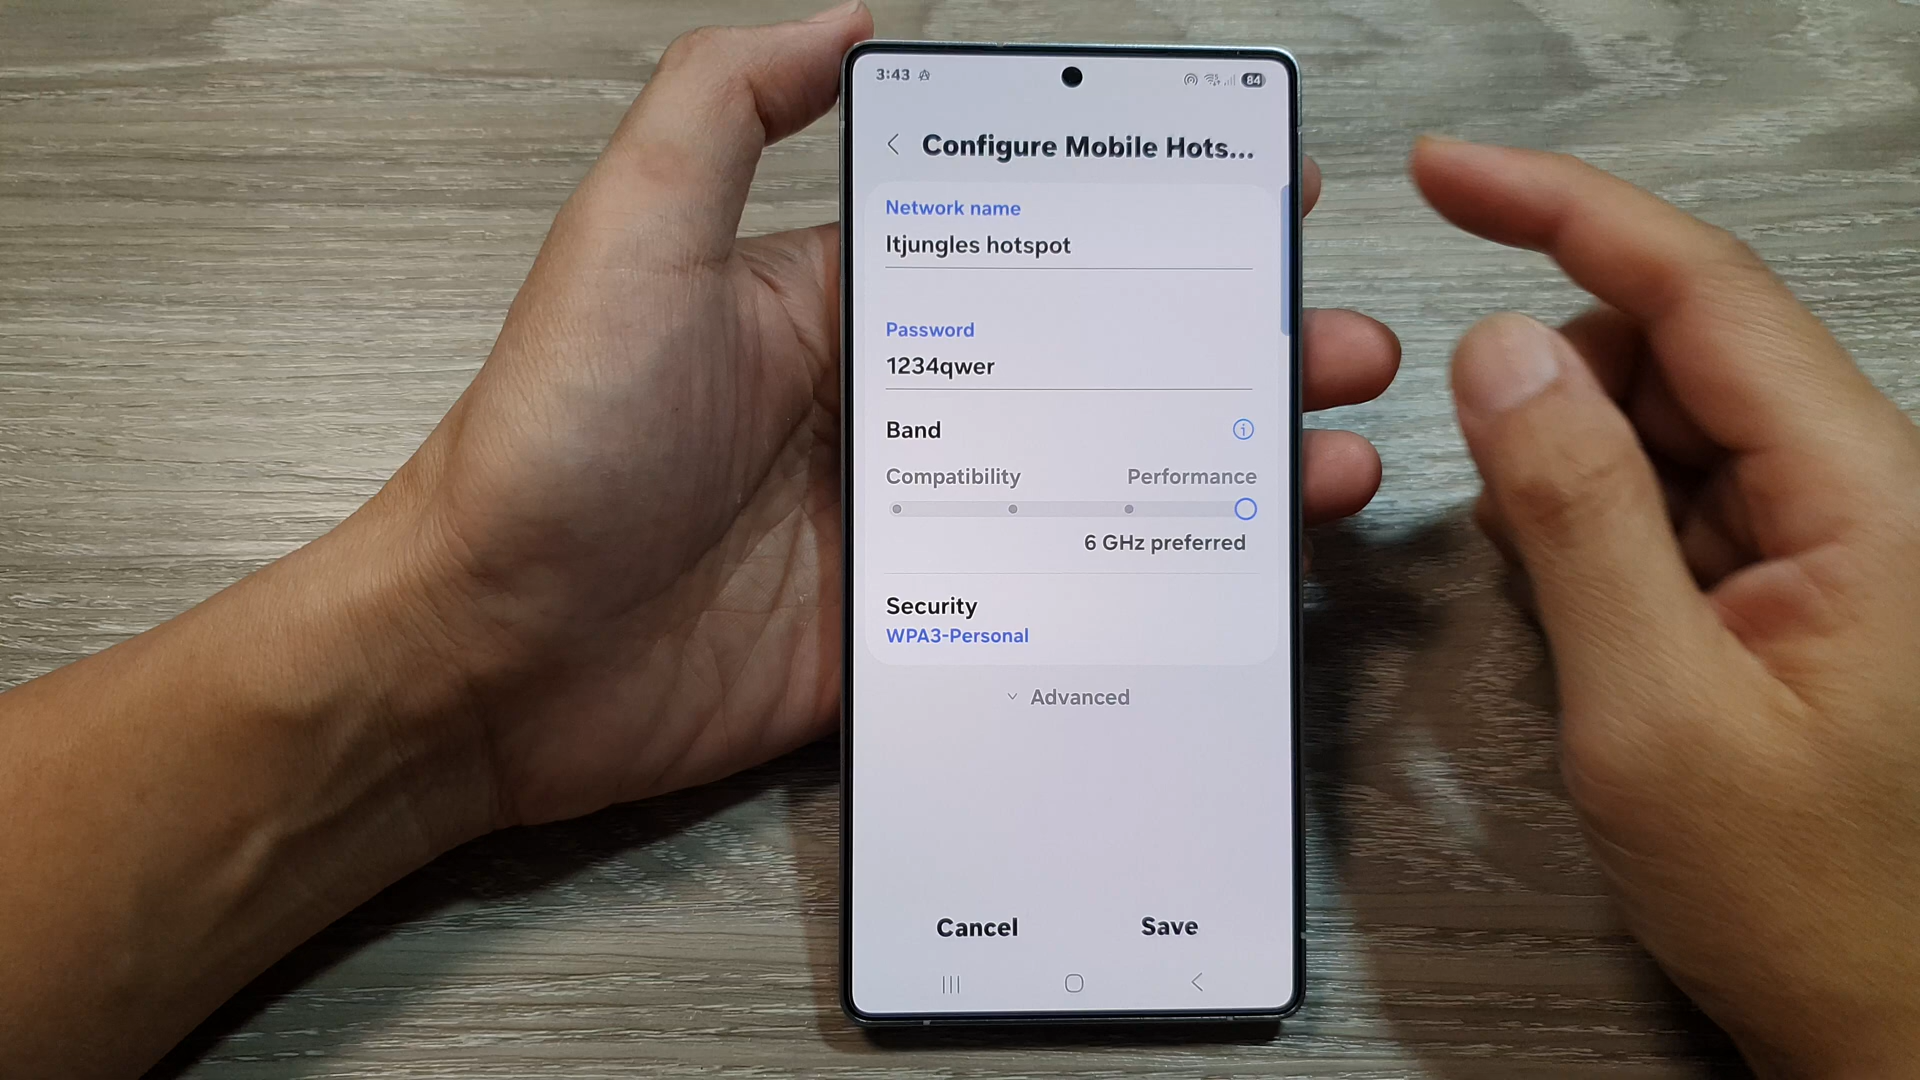 3:43
84
Configure Mobile Hots...
Network name
Itjungles hotspot
Password
1234qwer
Band
Compatibility Performance
6 GHz preferred
Security
WPA3-Personal
Advanced
Cancel Save